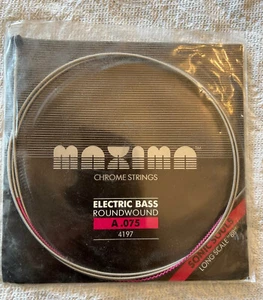 MAXIMA
CHROME STRINGS
ELECTRIC BASS
ROUNDWOUND
A .075
4197
LONG SCALE